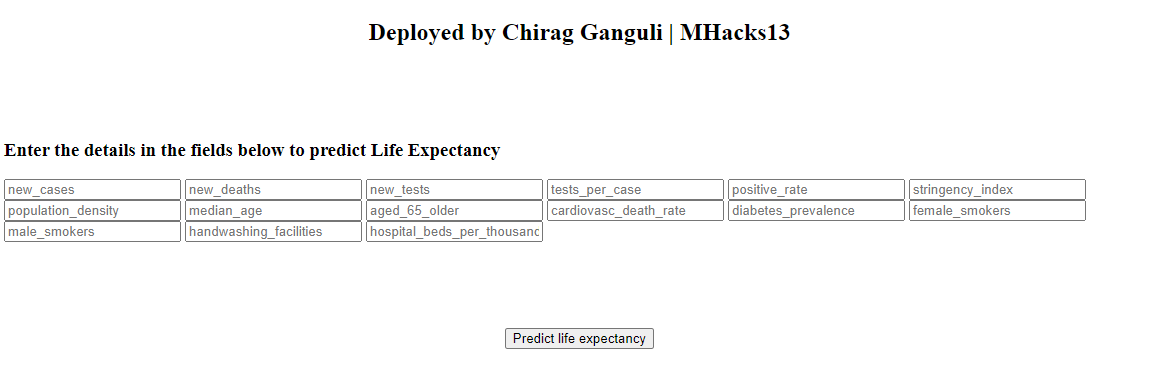 Deployed by Chirag Ganguli | MHacks13
Enter the details in the fields below to predict Life Expectancy
new_cases new_deaths new_tests tests_per_case positive_rate stringency_index
population_density median_age aged_65_older cardiovasc_death_rate diabetes_prevalence female_smokers
male_smokers handwashing_facilities hospital_beds_per_thousand
Predict life expectancy